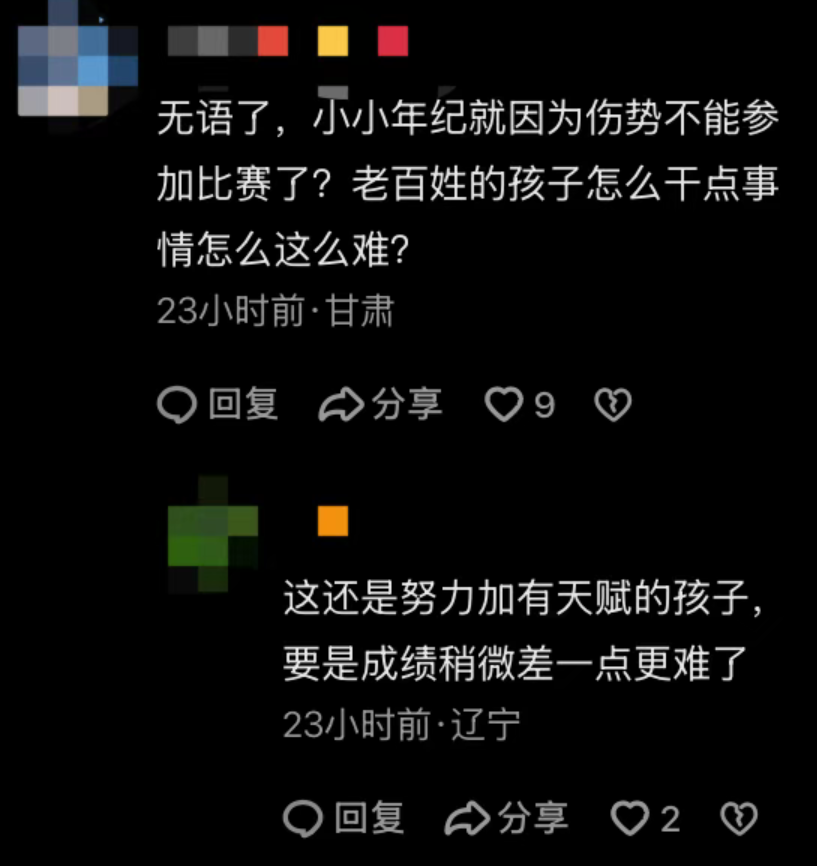 无语了，小小年纪就因为伤势不能参
加比赛了？老百姓的孩子怎么干点事
情怎么这么难？
23小时前·甘肃
回复 分享 9
这还是努力加有天赋的孩子，
要是成绩稍微差一点更难了
23小时前·辽宁
回复 分享 2